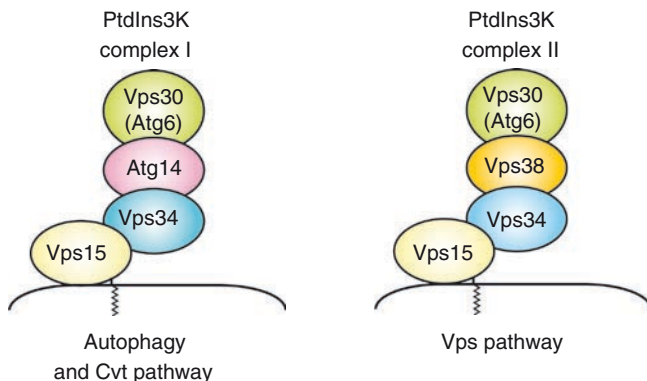 PtdIns3K
complex I
Vps30
(Atg6)
Atg14
Vps34
Vps15
Autophagy
and Cvt pathway
PtdIns3K
complex II
Vps30
(Atg6)
Vps38
Vps34
Vps15
Vps pathway